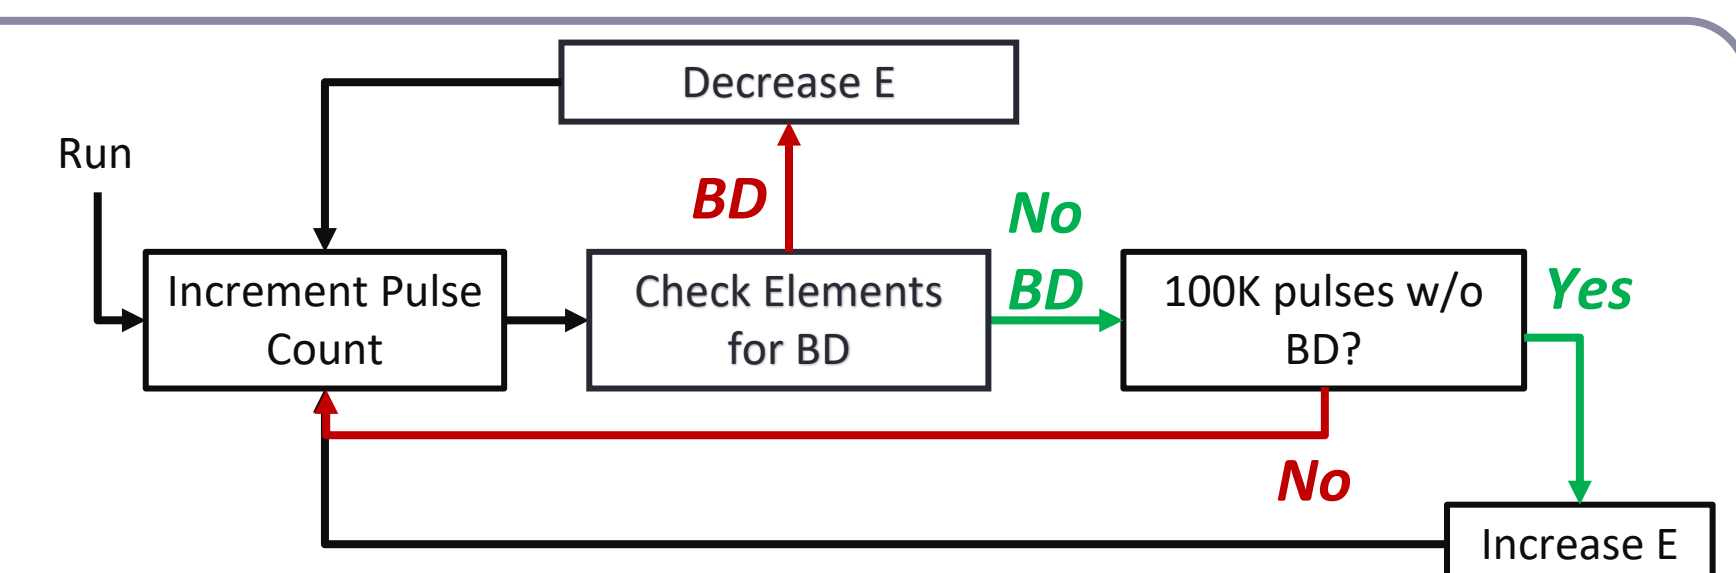 Decrease E
Run
BD
No
BD
Increment Pulse
Count
Check Elements
for BD
100K pulses w/o
BD?
Yes
No
Increase E